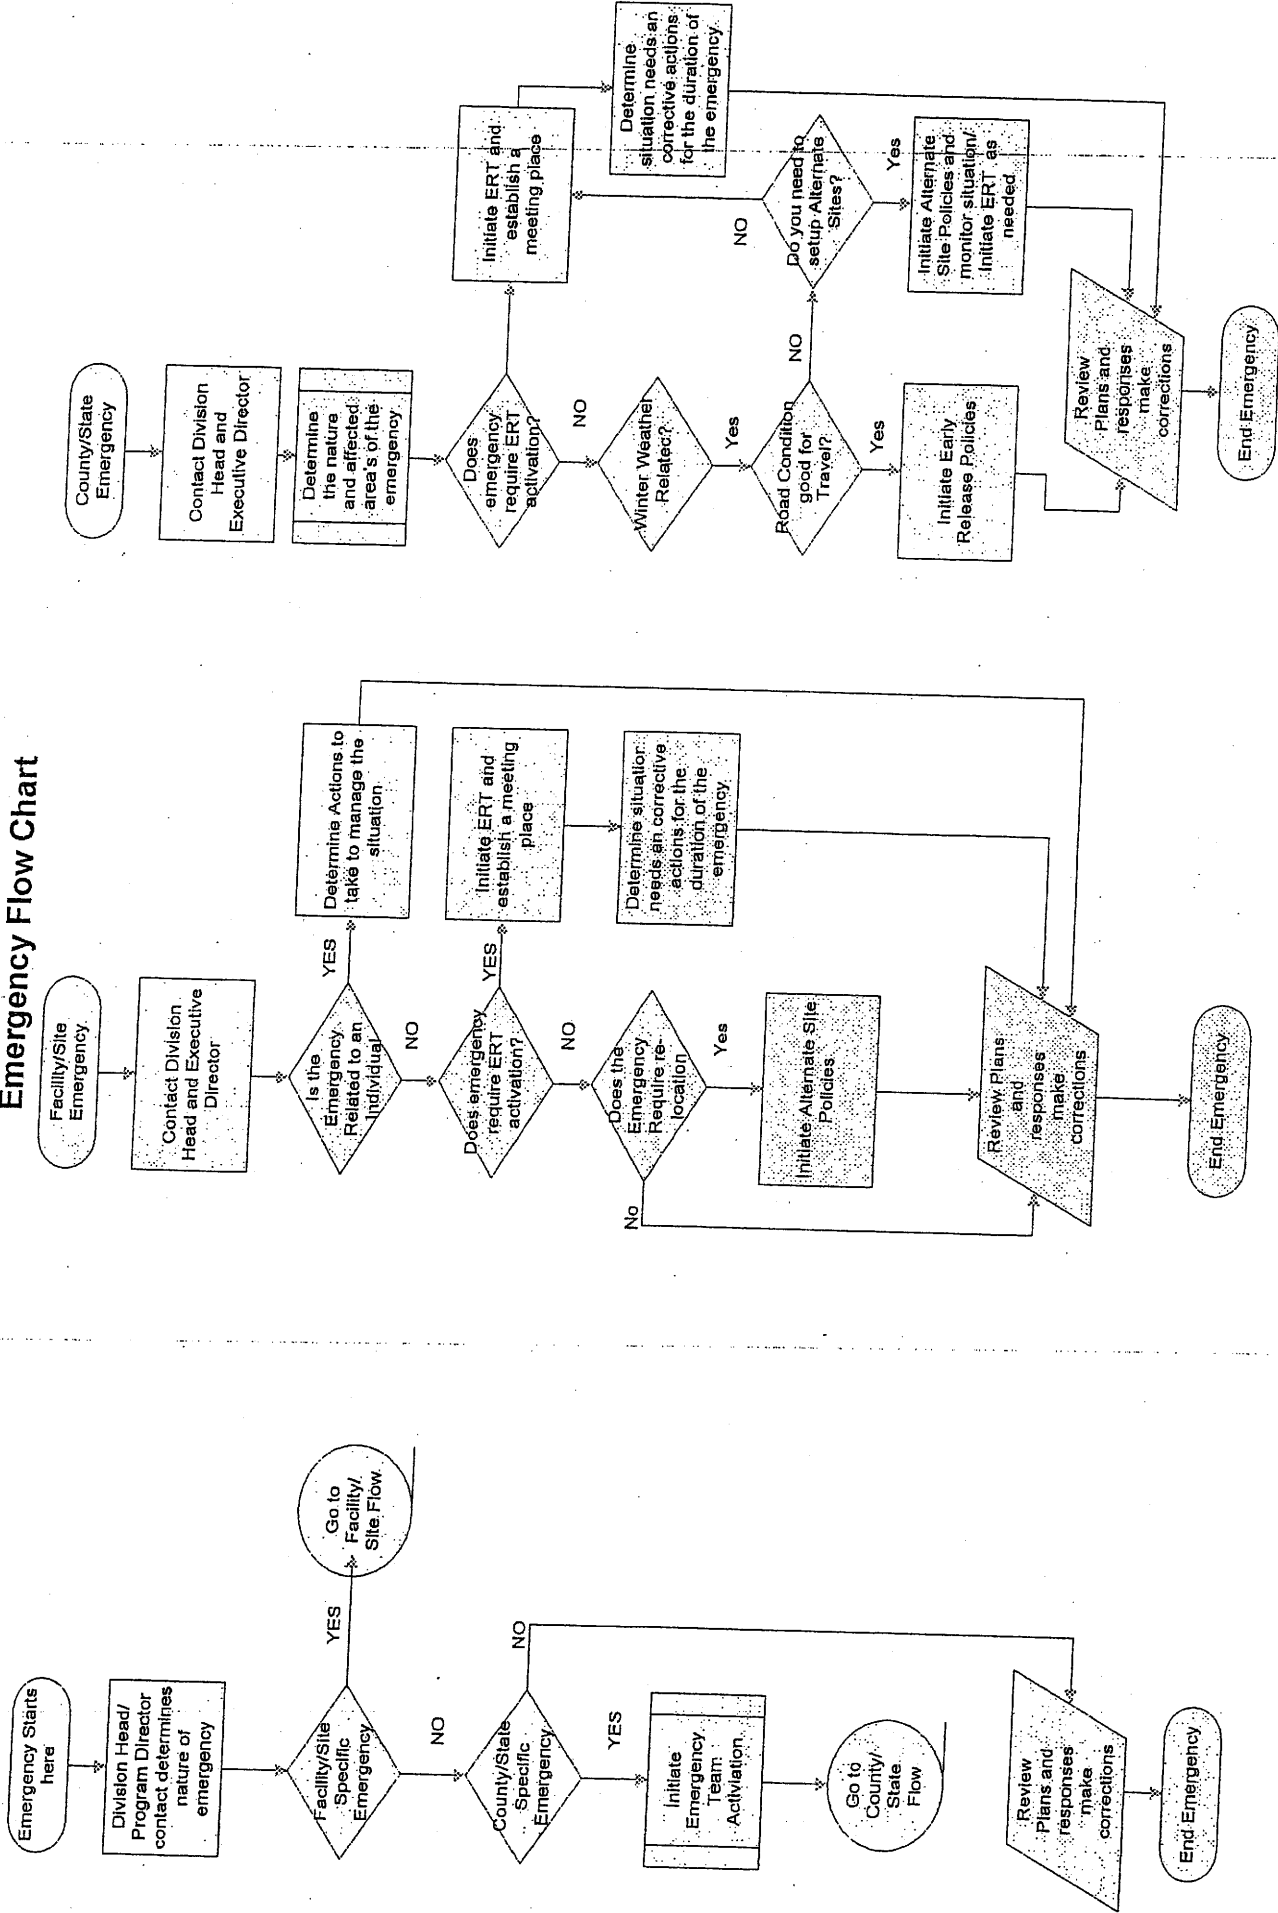 Emergency Flow Chart
Emergency Starts
here
Division Head/
Program Director
contact determines
nature of
emergency
Facility/Site
Specific
Emergency
YES
Go to
Facility/
Site Flow
NO
County/State
Specific
Emergency
NO
YES
Initiate
Emergency
Team
Activiation
Go to
County/
State
Flow
Review
Plans and
responses
make
corrections
End Emergency
Facility/Site
Emergency
Contact Division
Head and Executive
Director
Is the
Emergency
Related to an
Individual
YES
Determine Actions to
take to manage the
situation
NO
Does emergency
require ERT
activation?
YES
Initiate ERT and
establish a meeting
place
Determine situation
needs an corrective
actions for the
duration of the
emergency
NO
Does the
Emergency
Require re-
location
No
Yes
Initiate Alternate Site
Policies
Review Plans
and
responses
make
corrections
End Emergency
County/State
Emergency
Contact Division
Head and
Executive Director
Determine
the nature
and affected
area's of the
emergency
Does
emergency
require ERT
activation?
Initiate ERT and
establish a
meeting place
Determine
situation needs an
corrective actions
for the duration of
the emergency
NO
Winter Weather
Related?
Yes
Road Condition
good for
Travel?
NO
Do you need to
setup Alternate
Sites?
NO
Yes
Initiate Alternate
Site Policies and
monitor situation/
Initiate ERT as
needed
Yes
Initiate Early
Release Policies
Review
Plans and
responses
make
corrections
End Emergency